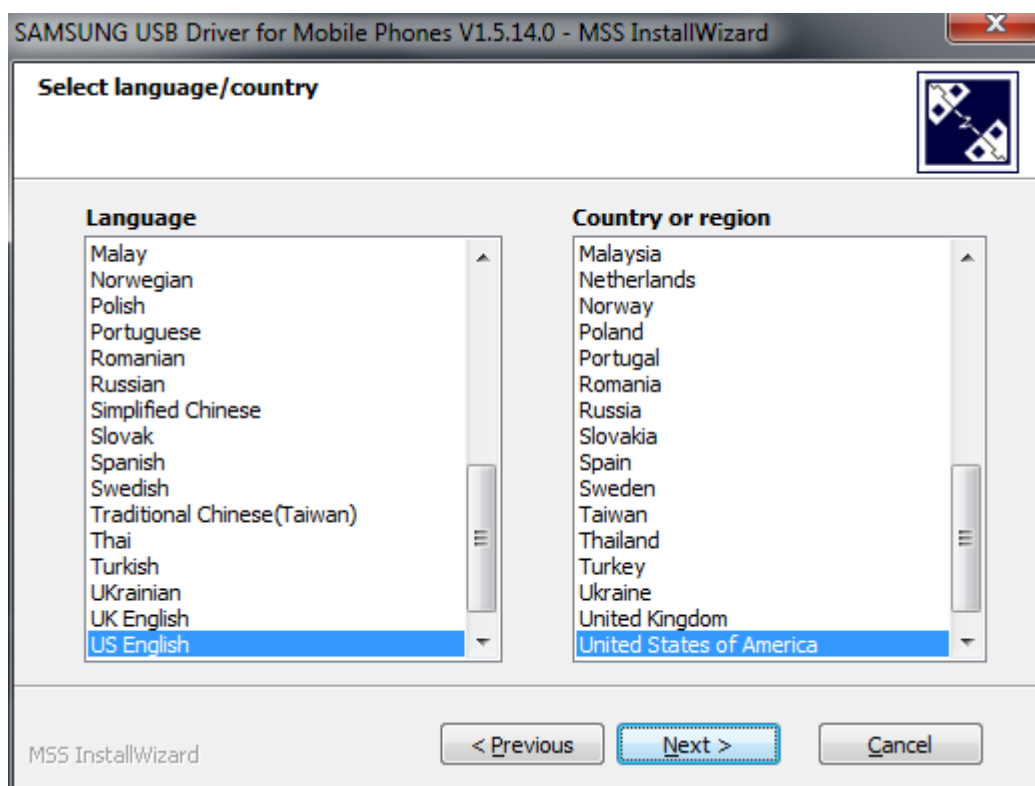 SAMSUNG USB Driver for Mobile Phones V1.5.14.0 - MSS InstallWizard
Select language/country
Language
Malay
Norwegian
Polish
Portuguese
Romanian
Russian
Simplified Chinese
Slovak
Spanish
Swedish
Traditional Chinese(Taiwan)
Thai
Turkish
UKrainian
UK English
US English
Country or region
Malaysia
Netherlands
Norway
Poland
Portugal
Romania
Russia
Slovakia
Spain
Sweden
Taiwan
Thailand
Turkey
Ukraine
United Kingdom
United States of America
MSS InstallWizard
< Previous
Next >
Cancel